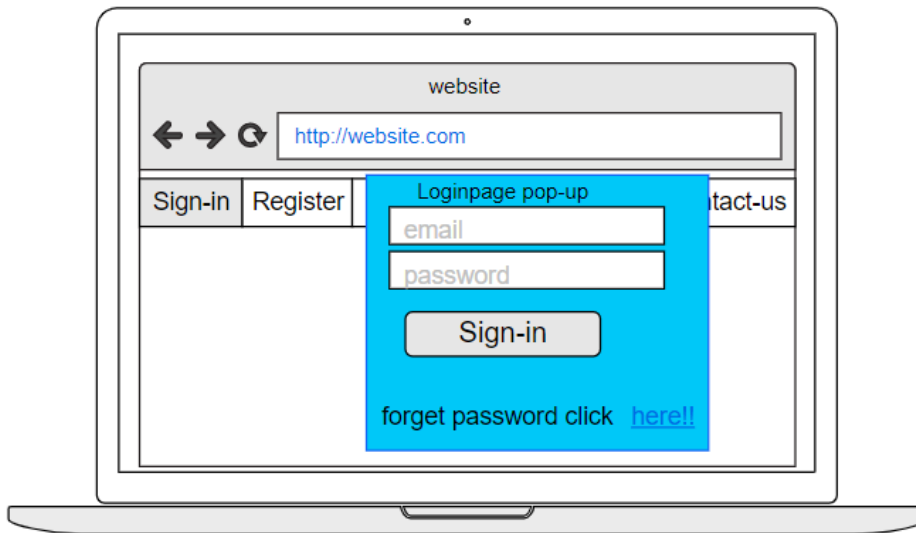 website
http://website.com
Sign-in Register ntact-us
Loginpage pop-up
email
password
Sign-in
forget password click here!!